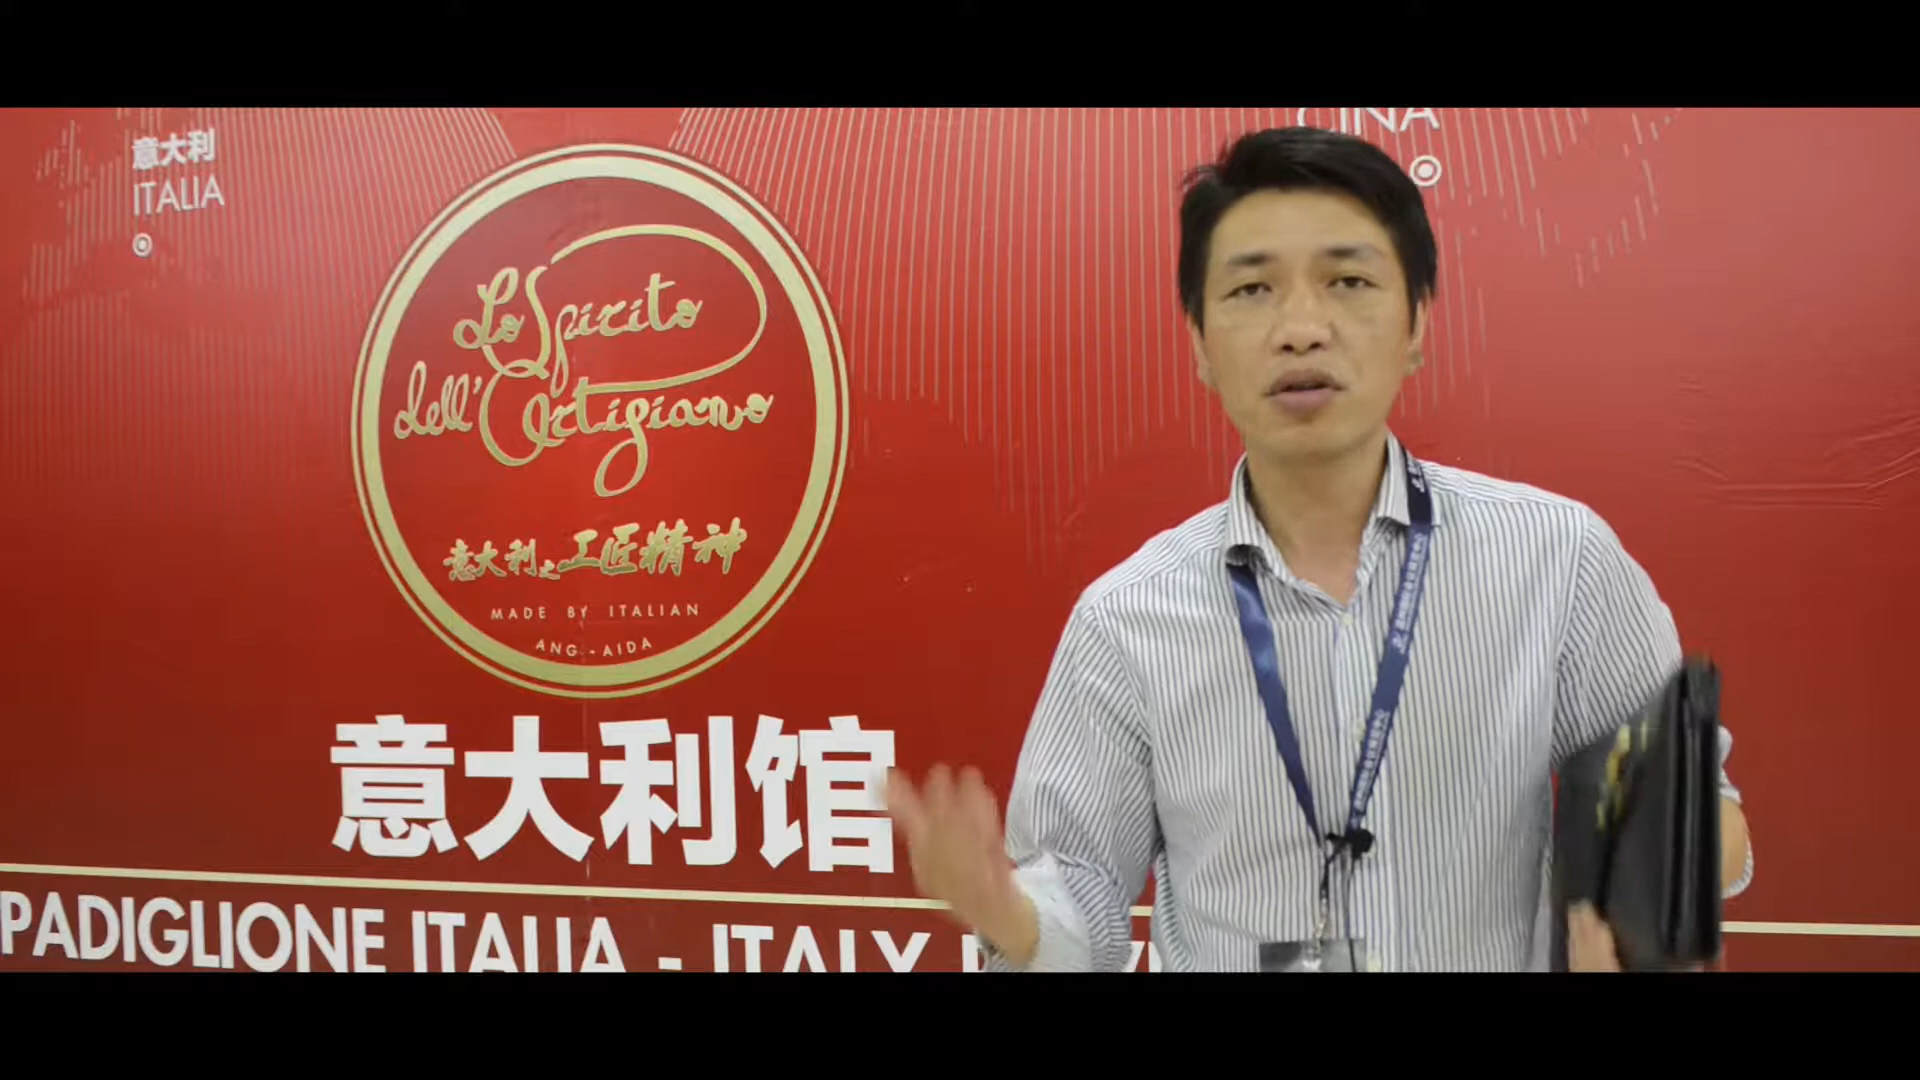 意大利
ITALIA
CINA
Lo Spirito
dell'Artigiano
意大利之工匠精神
MADE BY ITALIAN
ANG-AIDA
意大利馆
PADIGLIONE ITALIA - ITALY